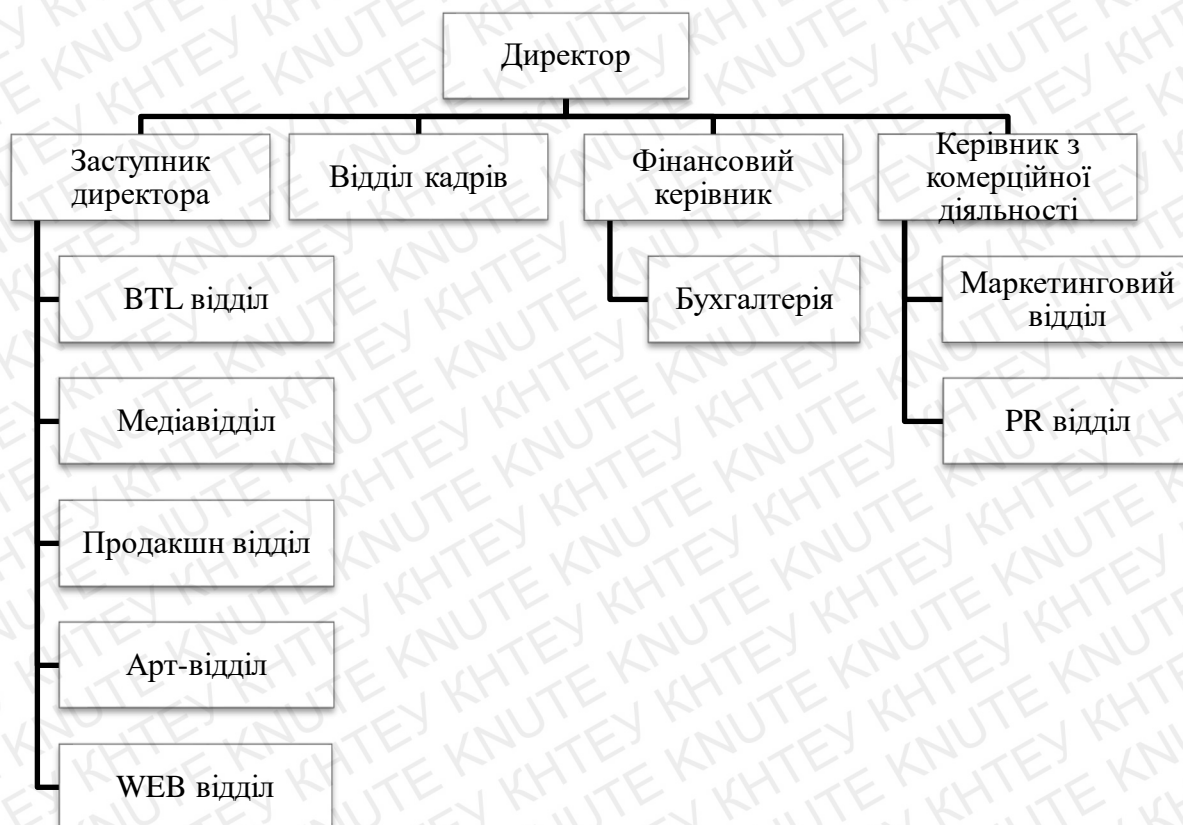 Директор
Заступник
директора
Відділ кадрів
Фінансовий
керівник
Керівник з
комерційної
діяльності
BTL відділ
Медіавідділ
Продакшн відділ
Арт-відділ
WEB відділ
Бухгалтерія
Маркетинговий
відділ
PR відділ